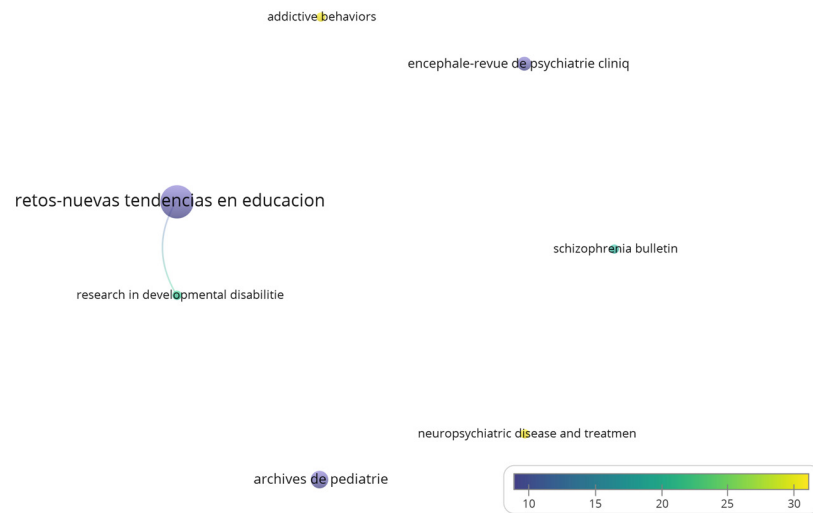 addictive behaviors
encephale-revue de psychiatrie cliniq
retos-nuevas tendencias en educacion
schizophrenia bulletin
research in developmental disabilitie
neuropsychiatric disease and treatmen
archives de pediatrie
10 15 20 25 30